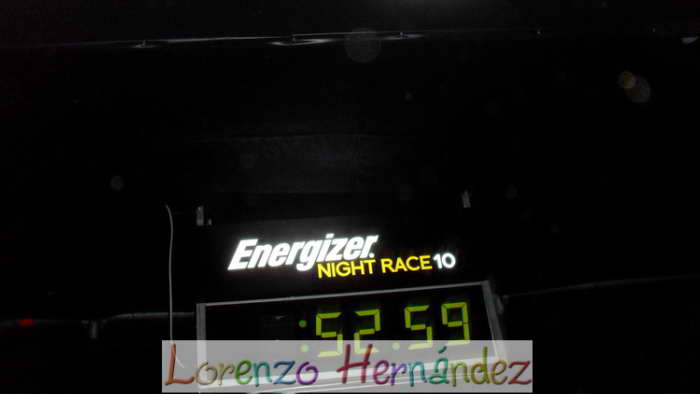 Energizer.
NIGHT RACE 10
:52:59
Lorenzo Hernández